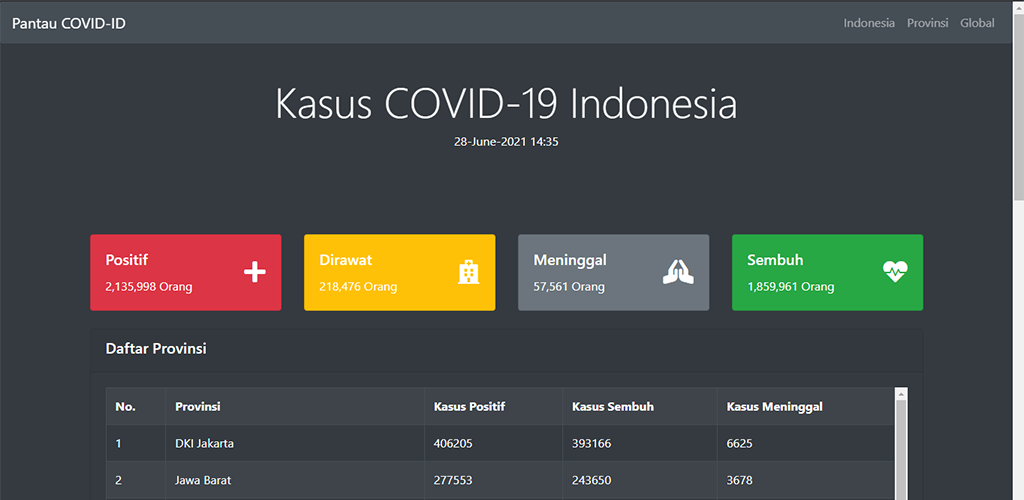 Pantau COVID-ID Indonesia Provinsi Global
Kasus COVID-19 Indonesia
28-June-2021 14:35
Positif
2,135,998 Orang
Dirawat
218,476 Orang
Meninggal
57,561 Orang
Sembuh
1,859,961 Orang
Daftar Provinsi
No. Provinsi Kasus Positif Kasus Sembuh Kasus Meninggal
1 DKI Jakarta 406205 393166 6625
2 Jawa Barat 277553 243650 3678